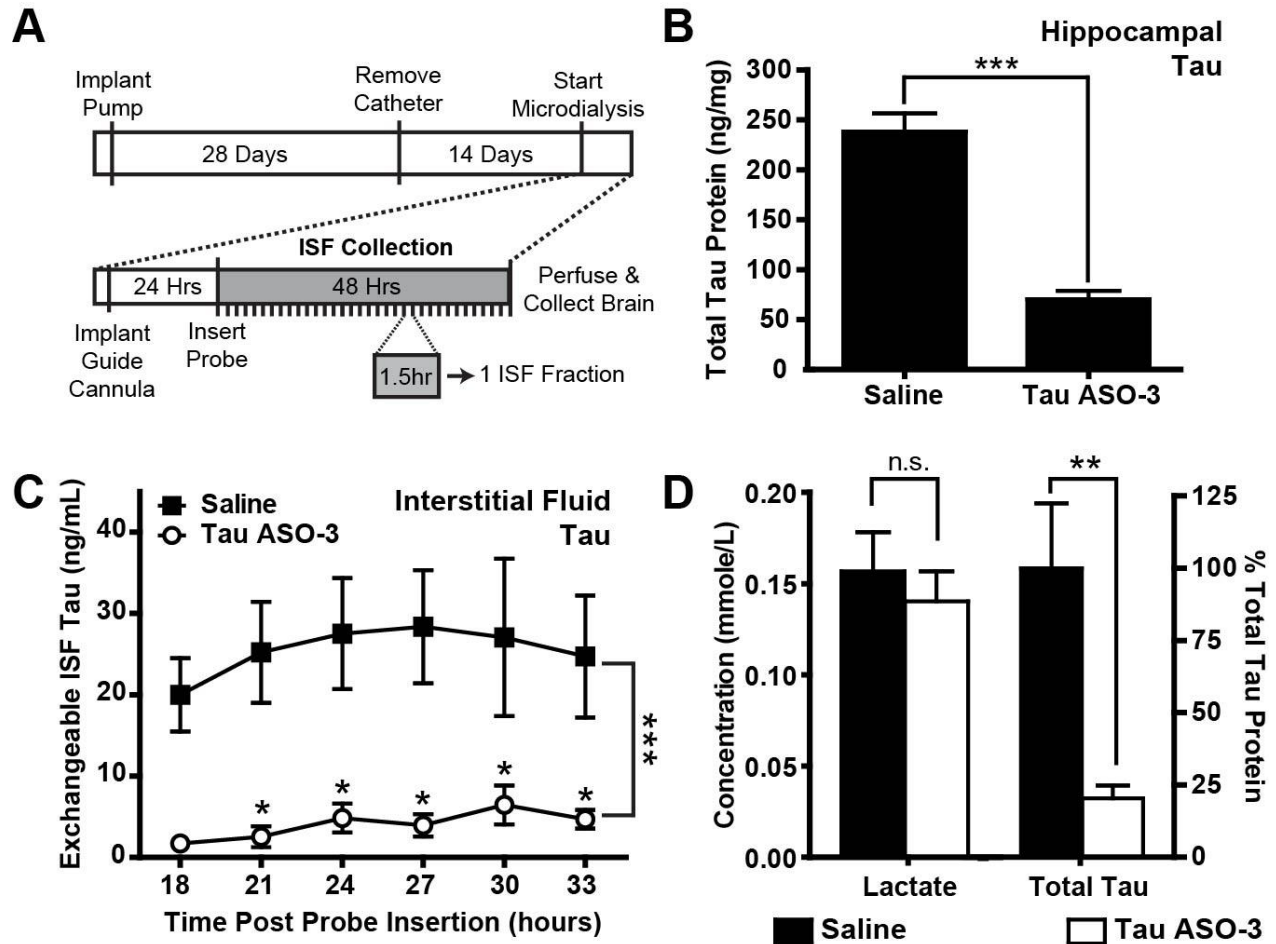 A
Implant
Pump
Remove
Catheter
Start
Microdialysis
28 Days
14 Days
ISF Collection
24 Hrs
48 Hrs
Perfuse &
Collect Brain
Implant
Guide
Cannula
Insert
Probe
1.5hr
1 ISF Fraction
B
Hippocampal
Tau
***
Total Tau Protein (ng/mg)
300
250
200
150
100
50
0
Saline
Tau ASO-3
C
Saline
Tau ASO-3
Interstitial Fluid
Tau
Exchangeable ISF Tau (ng/mL)
40
30
20
10
0
*
*
*
*
*
***
18
21
24
27
30
33
Time Post Probe Insertion (hours)
D
n.s.
**
Concentration (mmole/L)
0.20
0.15
0.10
0.05
0.00
125
100
75
50
25
0
% Total Tau Protein
Lactate
Total Tau
Saline
Tau ASO-3